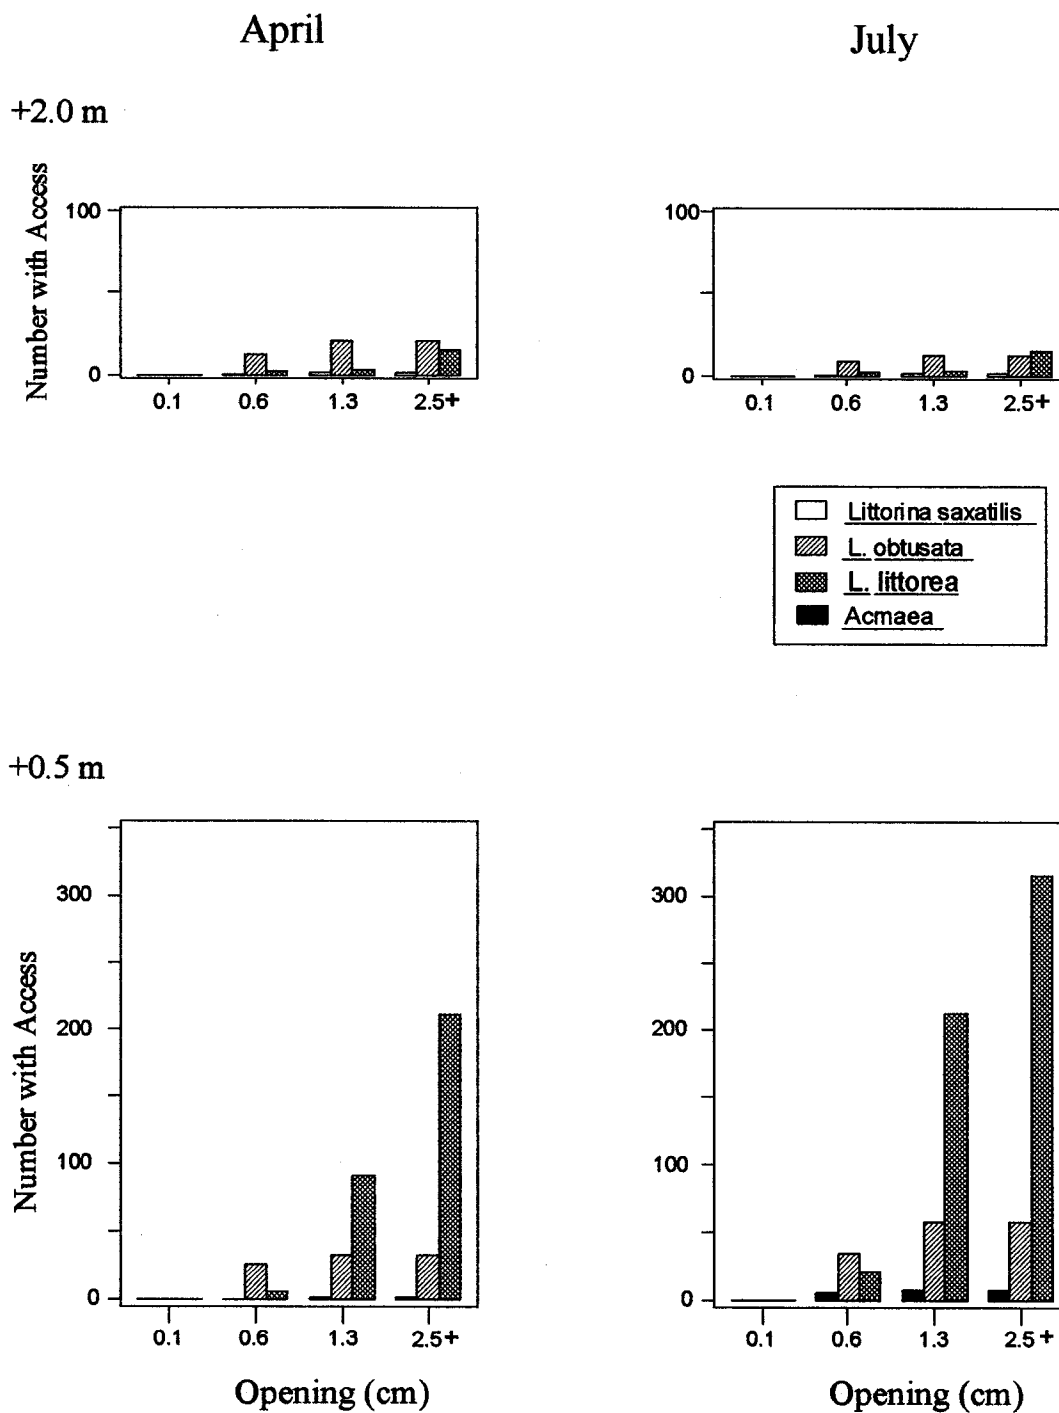 April
July
+2.0 m
Number with Access
100
0
0.1 0.6 1.3 2.5+
100
0
0.1 0.6 1.3 2.5+
Littorina saxatilis
L. obtusata
L. littorea
Acmaea
+0.5 m
Number with Access
300
200
100
0
0.1 0.6 1.3 2.5+
Opening (cm)
300
200
100
0
0.1 0.6 1.3 2.5+
Opening (cm)